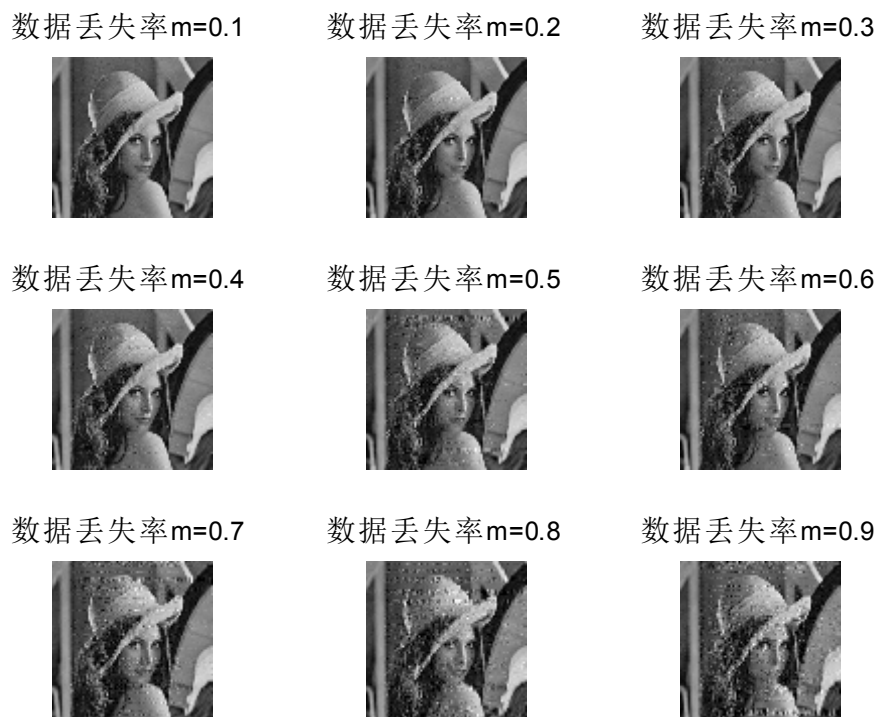 数据丢失率m=0.1
数据丢失率m=0.2
数据丢失率m=0.3
数据丢失率m=0.4
数据丢失率m=0.5
数据丢失率m=0.6
数据丢失率m=0.7
数据丢失率m=0.8
数据丢失率m=0.9